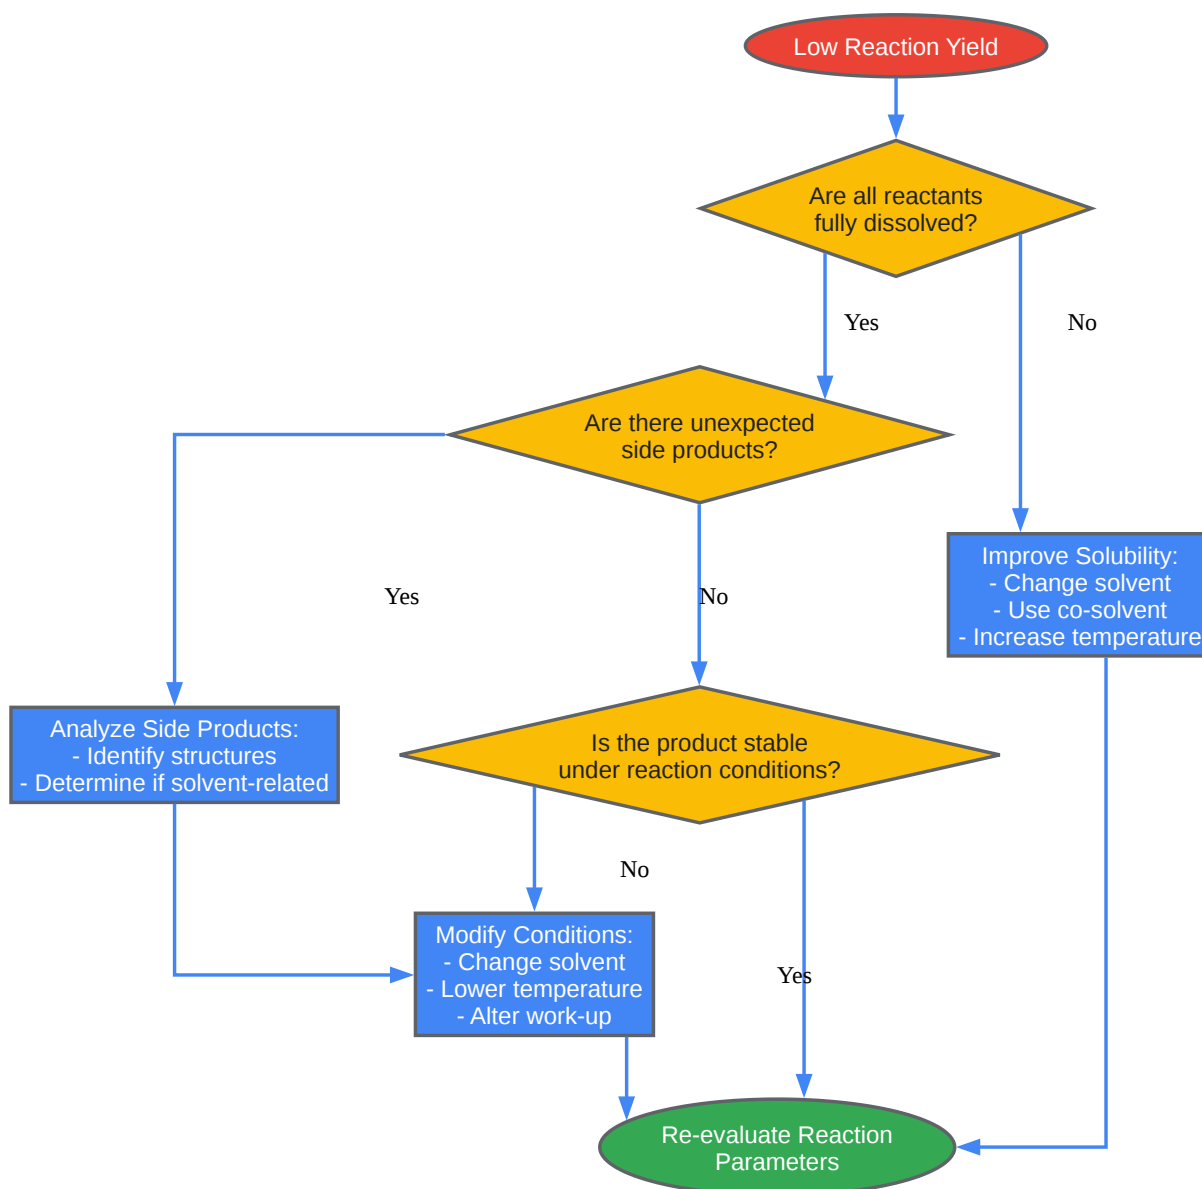 Low Reaction Yield
Are all reactants
fully dissolved?
Yes
No
Are there unexpected
side products?
Improve Solubility:
- Change solvent
- Use co-solvent
- Increase temperature
Yes
No
Analyze Side Products:
- Identify structures
- Determine if solvent-related
Is the product stable
under reaction conditions?
No
Modify Conditions:
- Change solvent
- Lower temperature
- Alter work-up
Yes
Re-evaluate Reaction
Parameters